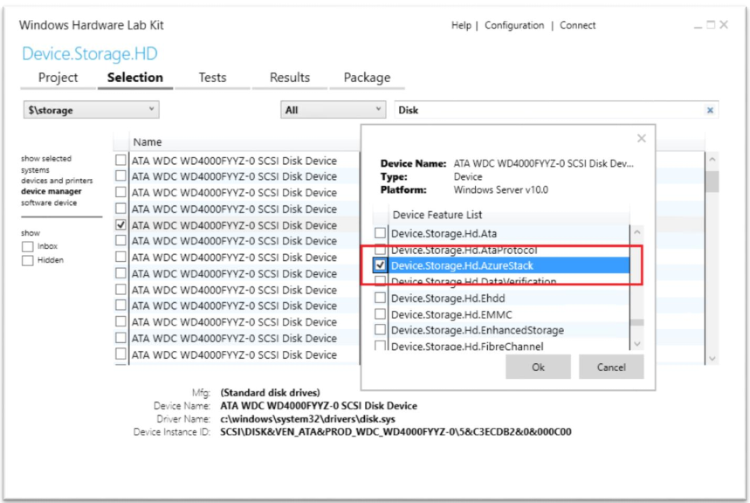 Windows Hardware Lab Kit
Help | Configuration | Connect
Device.Storage.HD
Project Selection Tests Results Package
$\storage
All
Disk
Name
show selected
systems
devices and printers
device manager
software device
show
Inbox
Hidden
ATA WDC WD4000FYYZ-0 SCSI Disk Device
ATA WDC WD4000FYYZ-0 SCSI Disk Device
ATA WDC WD4000FYYZ-0 SCSI Disk Device
ATA WDC WD4000FYYZ-0 SCSI Disk Device
ATA WDC WD4000FYYZ-0 SCSI Disk Device
ATA WDC WD4000FYYZ-0 SCSI Disk Device
ATA WDC WD4000FYYZ-0 SCSI Disk Device
ATA WDC WD4000FYYZ-0 SCSI Disk Device
ATA WDC WD4000FYYZ-0 SCSI Disk Device
ATA WDC WD4000FYYZ-0 SCSI Disk Device
ATA WDC WD4000FYYZ-0 SCSI Disk Device
ATA WDC WD4000FYYZ-0 SCSI Disk Device
ATA WDC WD4000FYYZ-0 SCSI Disk Device
Device Name: ATA WDC WD4000FYYZ-0 SCSI Disk Dev...
Type: Device
Platform: Windows Server v10.0
Device Feature List
Device.Storage.Hd.Ata
Device.Storage.Hd.AtaProtocol
Device.Storage.Hd.AzureStack
Device.Storage.Hd.DataVerification
Device.Storage.Hd.Ehdd
Device.Storage.Hd.EMMC
Device.Storage.Hd.EnhancedStorage
Device.Storage.Hd.FibreChannel
Ok Cancel
Mfg: (Standard disk drives)
Device Name: ATA WDC WD4000FYYZ-0 SCSI Disk Device
Driver Name: c:\windows\system32\drivers\disk.sys
Device Instance ID: SCSI\DISK&VEN_ATA&PROD_WDC_WD4000FYYZ-0\5&C3ECDB2&0&000C00